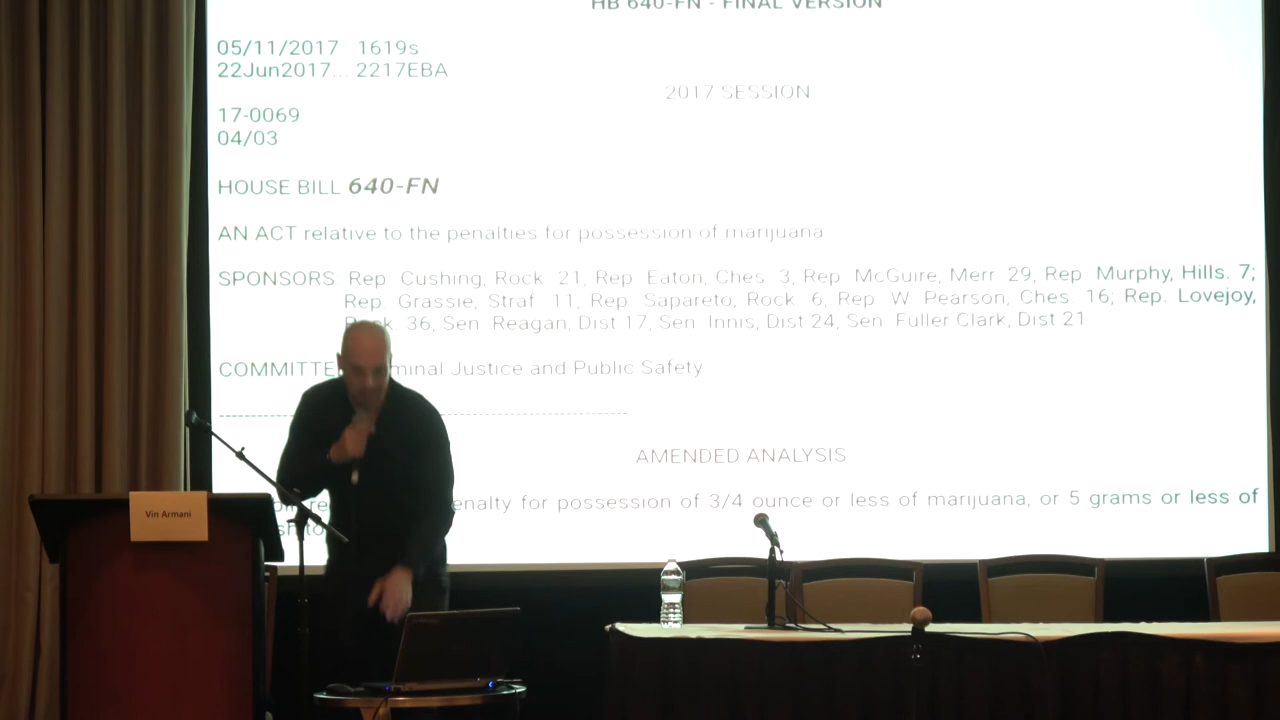 HB 640-FN - FINAL VERSION
05/11/2017 1619s
22Jun2017... 2217EBA
2017 SESSION
17-0069
04/03
HOUSE BILL 640-FN
AN ACT relative to the penalties for possession of marijuana
SPONSORS: Rep. Cushing, Rock. 21; Rep. Eaton, Ches. 3; Rep. McGuire, Merr. 29; Rep. Murphy, Hills. 7;
Rep. Grassie, Straf. 11; Rep. Sapareto, Rock. 6; Rep. W. Pearson, Ches. 16; Rep. Lovejoy,
36; Sen. Reagan, Dist 17; Sen. Innis, Dist 24; Sen. Fuller Clark, Dist 21
Justice and Public Safety
AMENDED ANALYSIS
for possession of 3/4 ounce or less of marijuana, or 5 grams or less of
Vin Armani